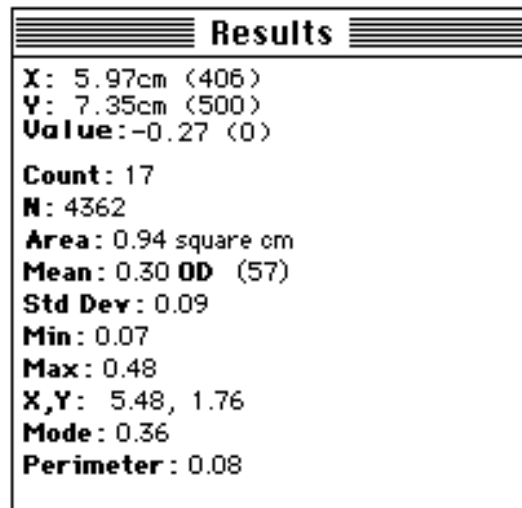 Results
X: 5.97cm (406)
Y: 7.35cm (500)
Value:-0.27 (0)
Count: 17
N: 4362
Area: 0.94 square cm
Mean: 0.30 OD (57)
Std Dev: 0.09
Min: 0.07
Max: 0.48
X,Y: 5.48, 1.76
Mode: 0.36
Perimeter: 0.08